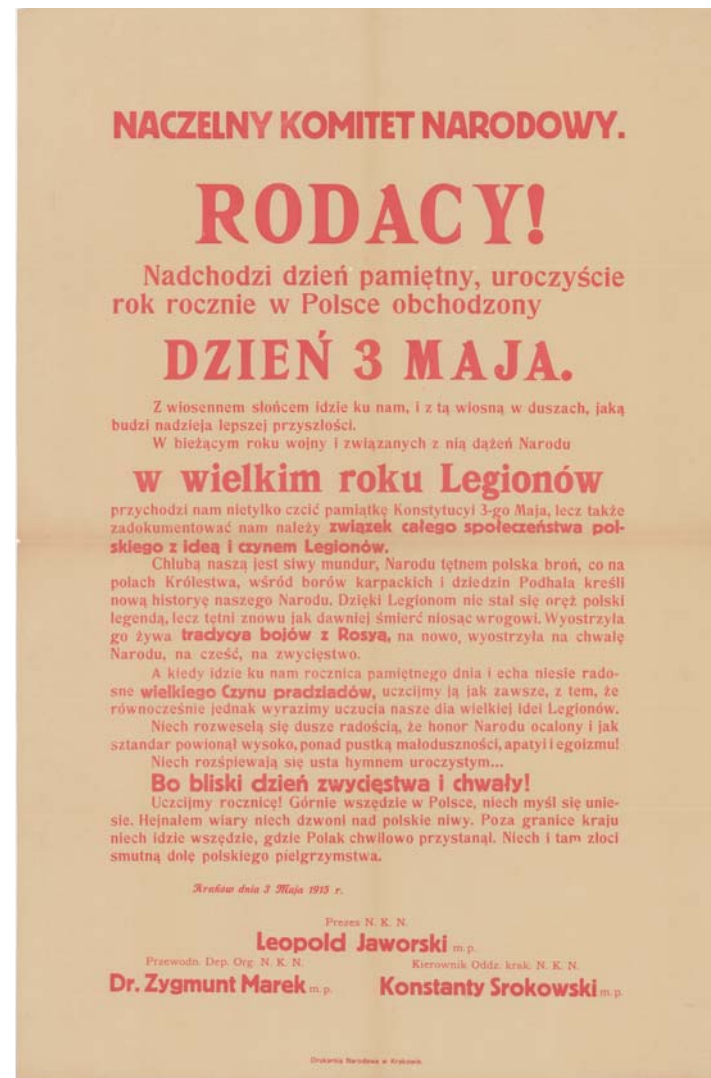 NACZELNY KOMITET NARODOWY.
RODACY!
Nadchodzi dzień pamiętny, uroczyście
rok rocznie w Polsce obchodzony
DZIEŃ 3 MAJA.
Z wiosennem słońcem idzie ku nam, i z tą wiosną w duszach, jaką
budzi nadzieja lepszej przyszłości.
W bieżącym roku wojny i związanych z nią dążeń Narodu
w wielkim roku Legionów
przychodzi nam nietylko czcić pamiątkę Konstytucyi 3-go Maja, lecz także
zadokumentować nam należy związek całego społeczeństwa pol-
skiego z ideą i czynem Legionów.
Chlubą naszą jest siwy mundur, Narodu tętnem polska broń, co na
polach Królestwa, wśród borów karpackich i dziedzin Podhala kreśli
nową historyę naszego Narodu. Dzięki Legionom nie stał się oręż polski
legendą, lecz tętni znowu jak dawniej śmierć niosąc wrogowi. Wyostrzyła
go żywa tradycya bojów z Rosyą, na nowo, wyostrzyła na chwałę
Narodu, na cześć, na zwycięstwo.
A kiedy idzie ku nam rocznica pamiętnego dnia i echa niesie rado-
sne wielkiego Czynu pradziadów, uczcijmy ją jak zawsze, z tem, że
równocześnie jednak wyrazimy uczucia nasze dla wielkiej idei Legionów.
Niech rozweselą się dusze radością, że honor Narodu ocalony i jak
sztandar powionął wysoko, ponad pustką małoduszności, apatyi i egoizmu!
Niech rozśpiewają się usta hymnem uroczystym...
Bo bliski dzień zwycięstwa i chwały!
Uczcijmy rocznicę! Górnie wszędzie w Polsce, niech myśl się unie-
sie. Hejnałem wiary niech dzwoni nad polskie niwy. Poza granice kraju
niech idzie wszędzie, gdzie Polak chwilowo przystanął. Niech i tam złoci
smutną dolę polskiego pielgrzymstwa.
Kraków dnia 3 Maja 1915 r.
Prezes N. K. N.
Leopold Jaworski m. p.
Przewodn. Dep. Org. N. K. N.
Kierownik Oddz. krak. N. K. N.
Dr. Zygmunt Marek m. p.
Konstanty Srokowski m. p.
Drukarnia Narodowa w Krakowie.